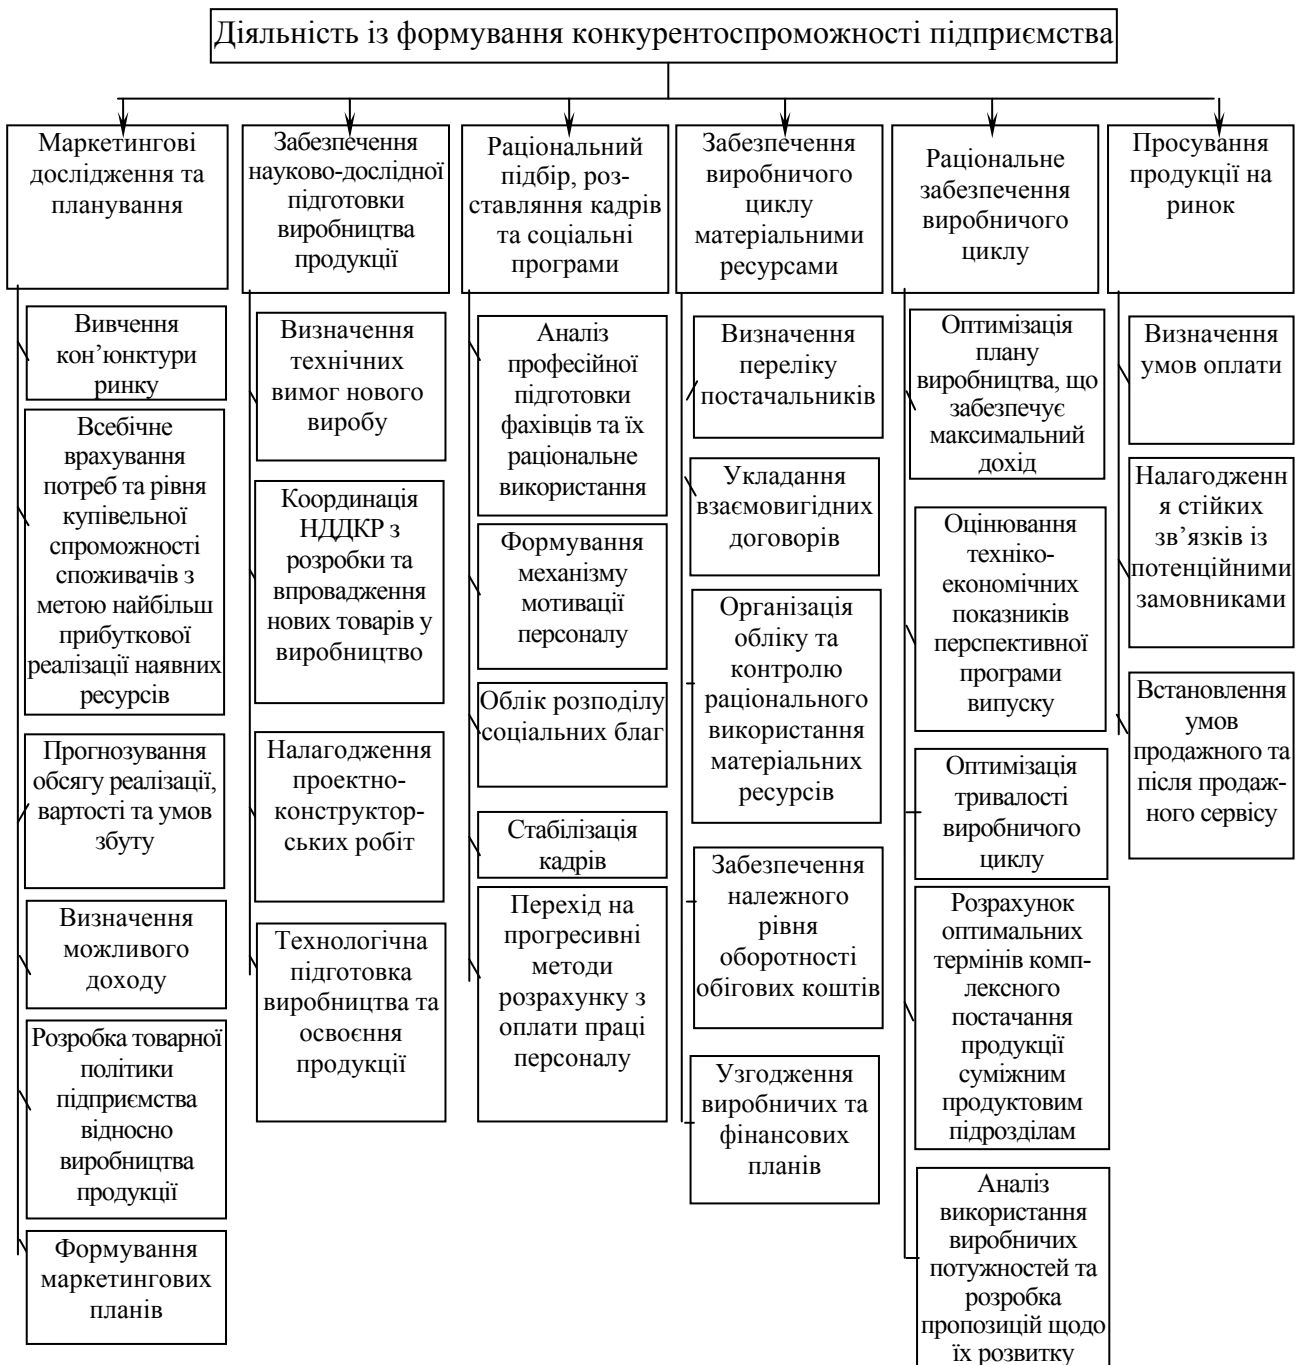 Діяльність із формування конкурентоспроможності підприємства
Маркетингові
дослідження та
планування
Вивчення
кон’юнктури
ринку
Всебічне
врахування
потреб та рівня
купівельної
спроможності
споживачів з
метою найбільш
прибуткової
реалізації наявних
ресурсів
Прогнозування
обсягу реалізації,
вартості та умов
збуту
Визначення
можливого
доходу
Розробка товарної
політики
підприємства
відносно
виробництва
продукції
Формування
маркетингових
планів
Забезпечення
науково-дослідної
підготовки
виробництва
продукції
Визначення
технічних
вимог нового
виробу
Координація
НДДКР з
розробки та
впровадження
нових товарів у
виробництво
Налагодження
проектно-
конструктор-
ських робіт
Технологічна
підготовка
виробництва та
освоєння
продукції
Раціональний
підбір, роз-
ставляння кадрів
та соціальні
програми
Аналіз
професійної
підготовки
фахівців та їх
раціональне
використання
Формування
механізму
мотивації
персоналу
Облік розподілу
соціальних благ
Стабілізація
кадрів
Перехід на
прогресивні
методи
розрахунку з
оплати праці
персоналу
Забезпечення
виробничого
циклу
матеріальними
ресурсами
Визначення
переліку
постачальників
Укладання
взаємовигідних
договорів
Організація
обліку та
контролю
раціонального
використання
матеріальних
ресурсів
Забезпечення
належного
рівня
оборотності
обігових коштів
Узгодження
виробничих та
фінансових
планів
Раціональне
забезпечення
виробничого
циклу
Оптимізація
плану
виробництва, що
забезпечує
максимальний
дохід
Оцінювання
техніко-
економічних
показників
перспективної
програми
випуску
Оптимізація
тривалості
виробничого
циклу
Розрахунок
оптимальних
термінів комп-
лексного
постачання
продукції
суміжним
продуктовим
підрозділам
Аналіз
використання
виробничих
потужностей та
розробка
пропозицій щодо
їх розвитку
Просування
продукції на
ринок
Визначення
умов оплати
Налагодженн
я стійких
зв’язків із
потенційними
замовниками
Встановлення
умов
продажного та
після продаж-
ного сервісу